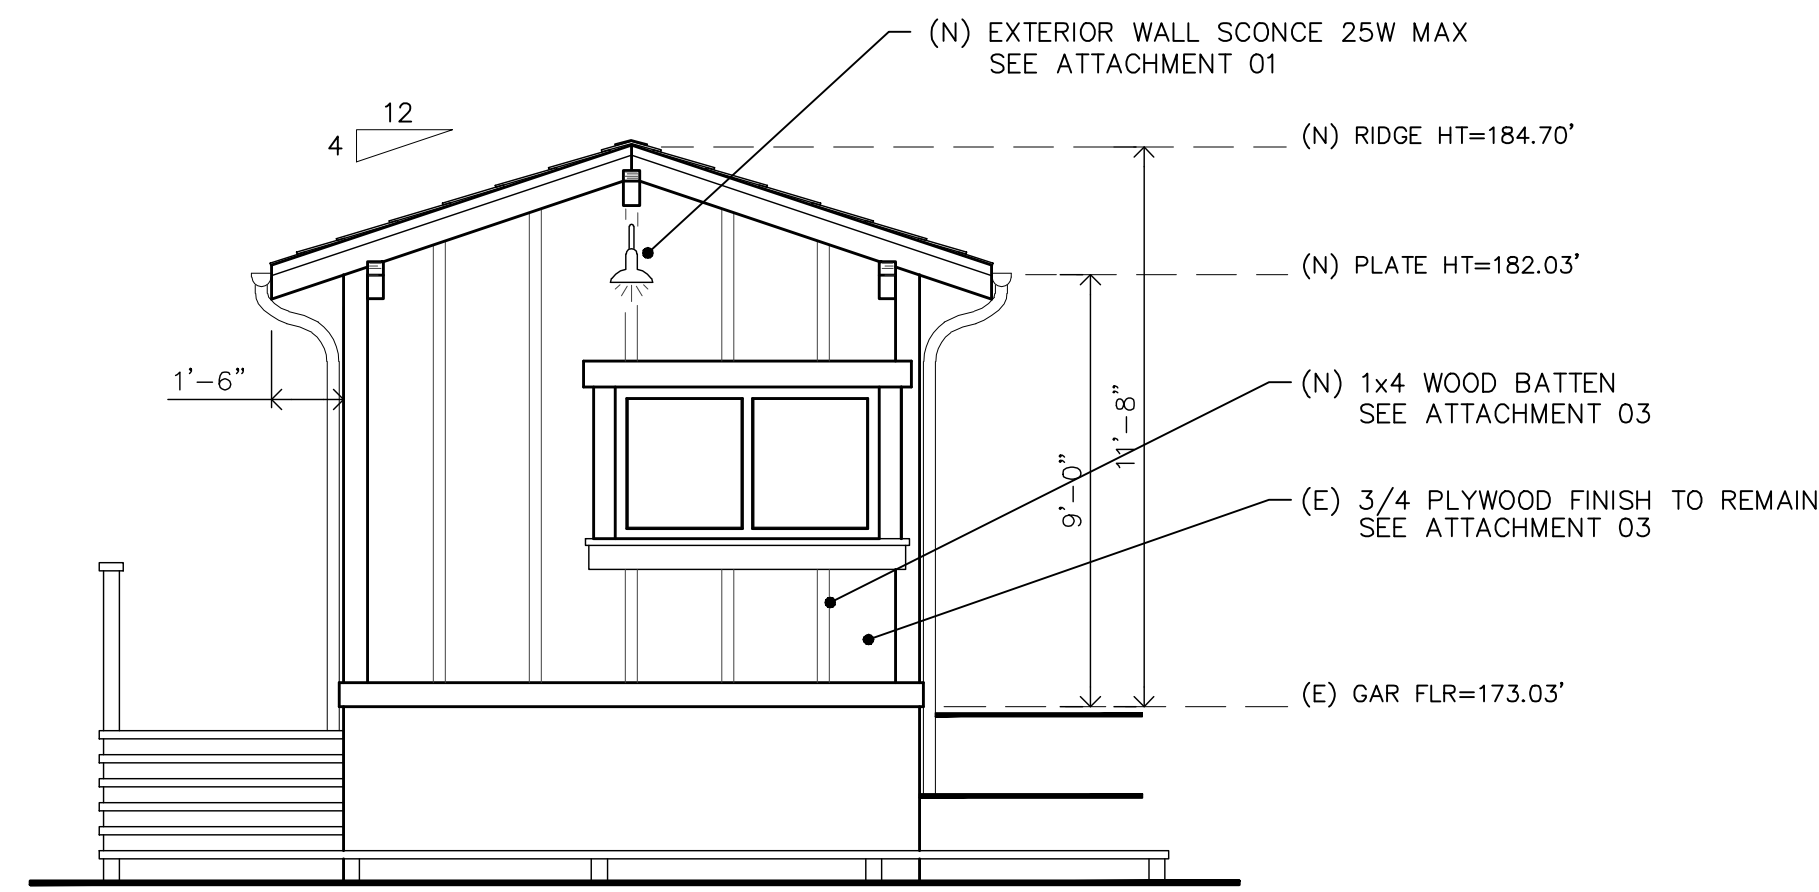 (N) EXTERIOR WALL SCONCE 25W MAX
SEE ATTACHMENT 01
12
4
(N) RIDGE HT=184.70'
(N) PLATE HT=182.03'
1'-6"
11'-8"
9'-0"
(N) 1x4 WOOD BATTEN
SEE ATTACHMENT 03
(E) 3/4 PLYWOOD FINISH TO REMAIN
SEE ATTACHMENT 03
(E) GAR FLR=173.03'